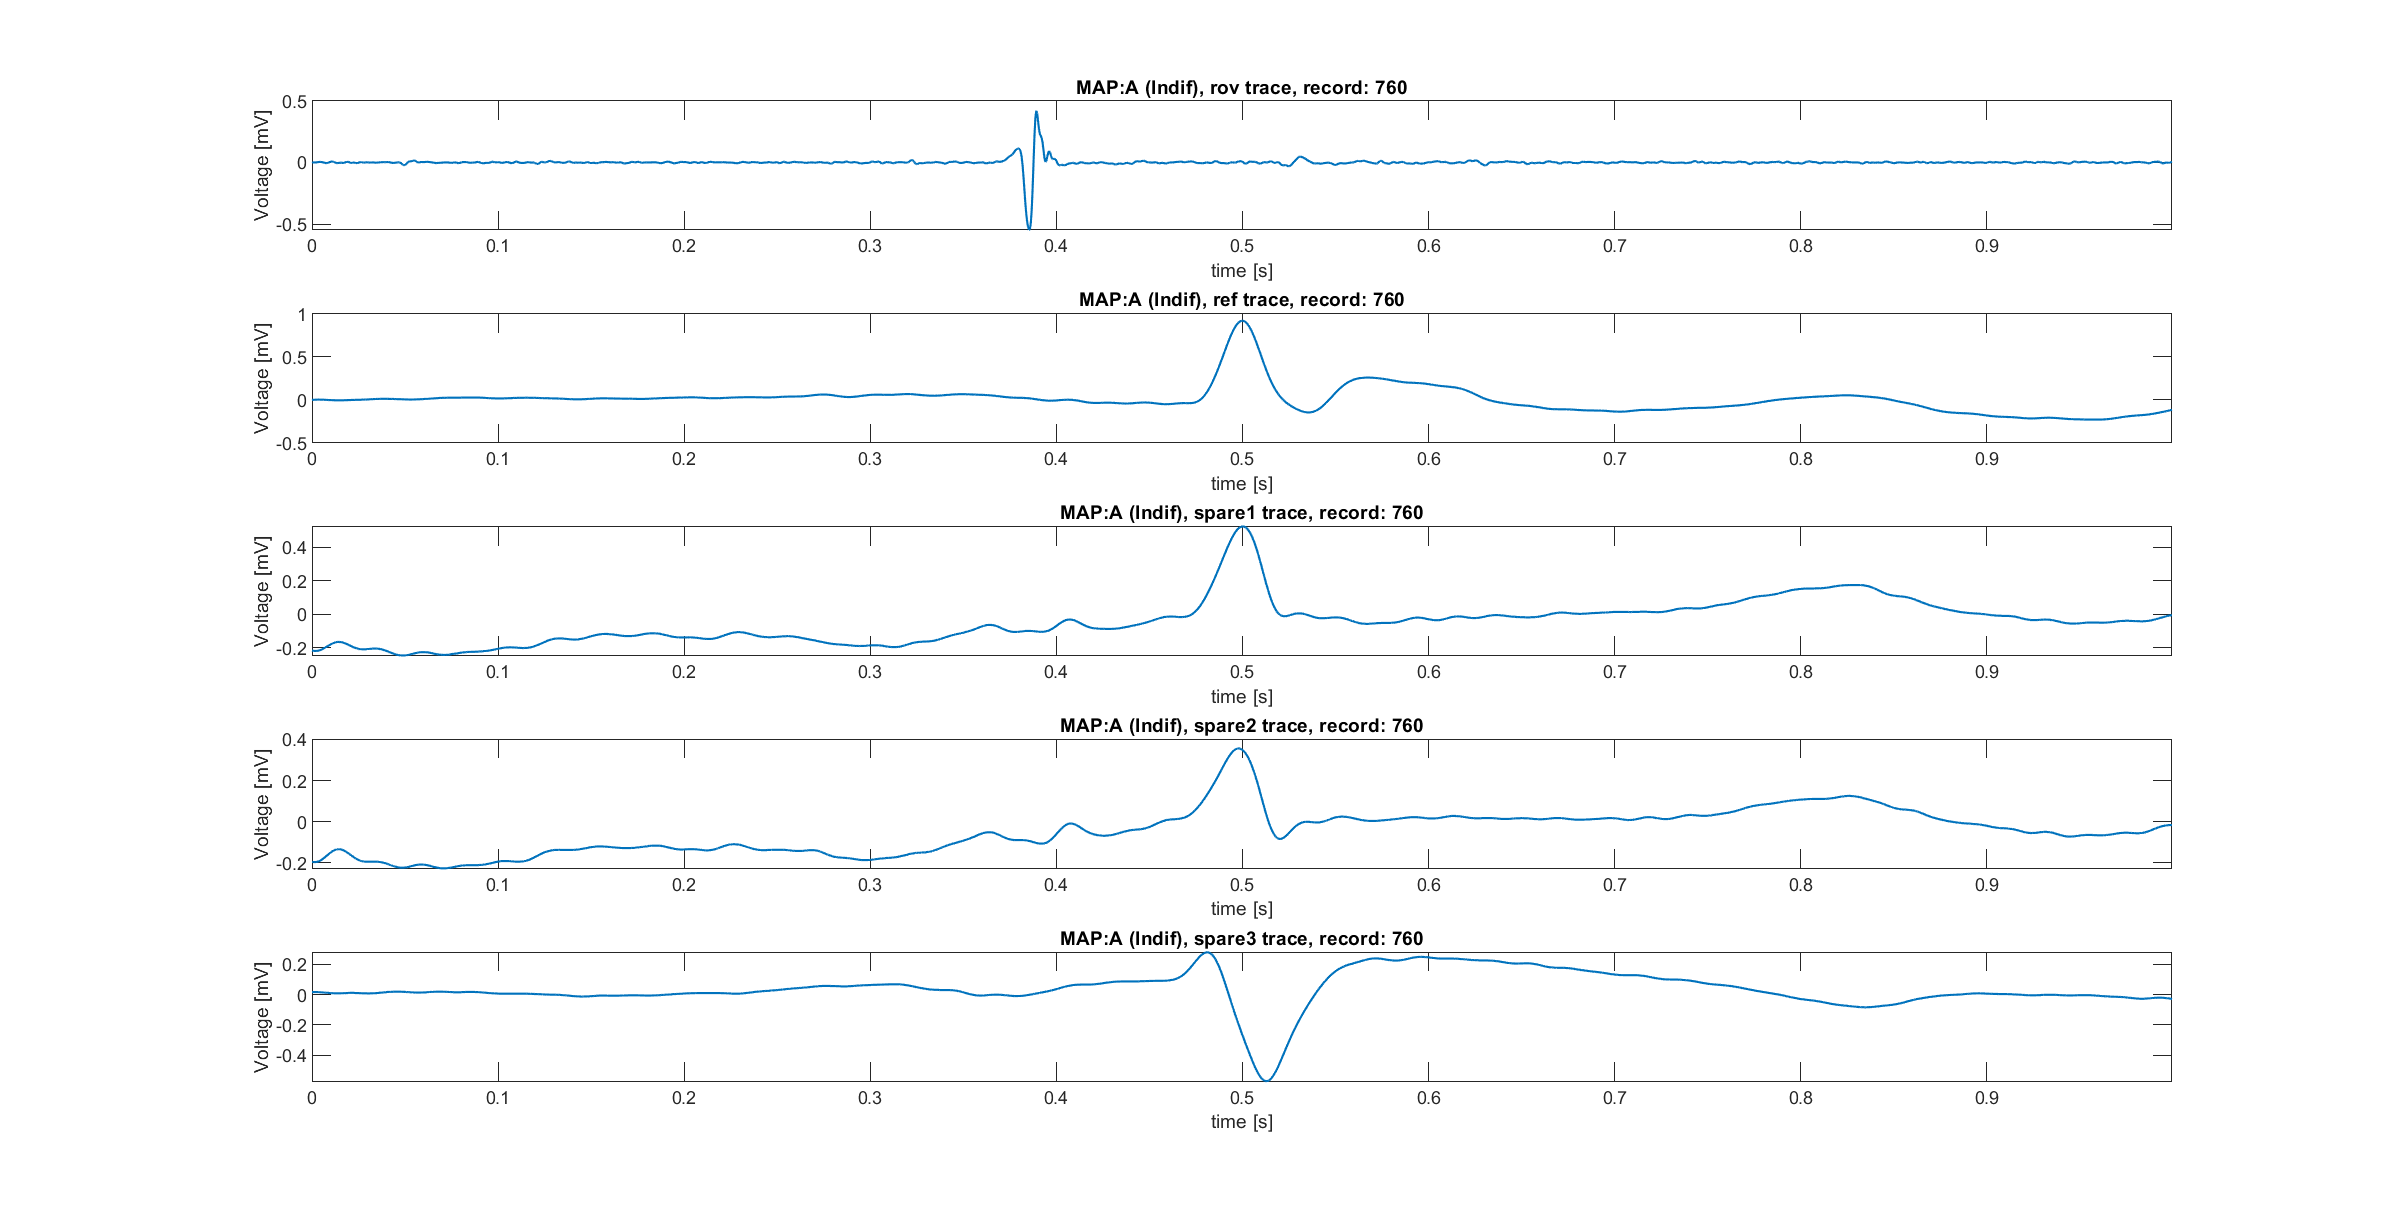 MAP:A (Indif), rov trace, record: 760
Voltage [mV]
0.5
0
-0.5
0 0.1 0.2 0.3 0.4 0.5 0.6 0.7 0.8 0.9
time [s]
MAP:A (Indif), ref trace, record: 760
Voltage [mV]
1
0.5
0
-0.5
0 0.1 0.2 0.3 0.4 0.5 0.6 0.7 0.8 0.9
time [s]
MAP:A (Indif), spare1 trace, record: 760
Voltage [mV]
0.4
0.2
0
-0.2
0 0.1 0.2 0.3 0.4 0.5 0.6 0.7 0.8 0.9
time [s]
MAP:A (Indif), spare2 trace, record: 760
Voltage [mV]
0.4
0.2
0
-0.2
0 0.1 0.2 0.3 0.4 0.5 0.6 0.7 0.8 0.9
time [s]
MAP:A (Indif), spare3 trace, record: 760
Voltage [mV]
0.2
0
-0.2
-0.4
0 0.1 0.2 0.3 0.4 0.5 0.6 0.7 0.8 0.9
time [s]